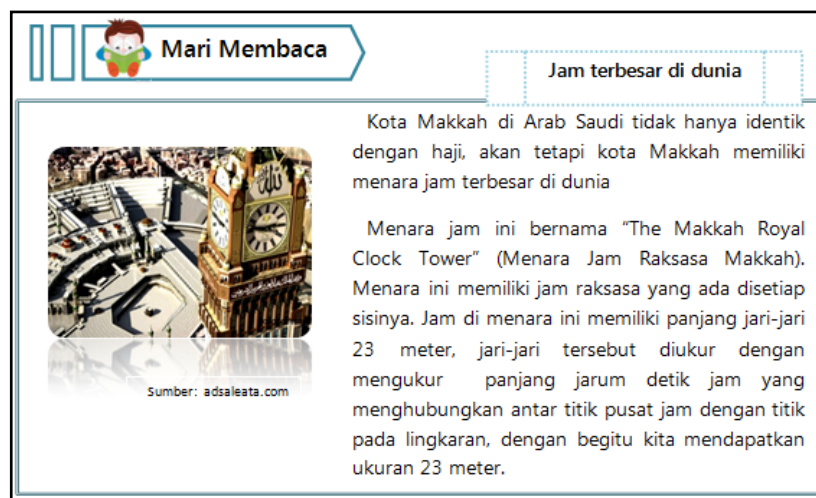 Mari Membaca
Jam terbesar di dunia
Kota Makkah di Arab Saudi tidak hanya identik
dengan haji, akan tetapi kota Makkah memiliki
menara jam terbesar di dunia
Menara jam ini bernama “The Makkah Royal
Clock Tower” (Menara Jam Raksasa Makkah).
Menara ini memiliki jam raksasa yang ada disetiap
sisinya. Jam di menara ini memiliki panjang jari-jari
23 meter, jari-jari tersebut diukur dengan
mengukur panjang jarum detik jam yang
menghubungkan antar titik pusat jam dengan titik
pada lingkaran, dengan begitu kita mendapatkan
ukuran 23 meter.
الله
Sumber: adsaleata.com